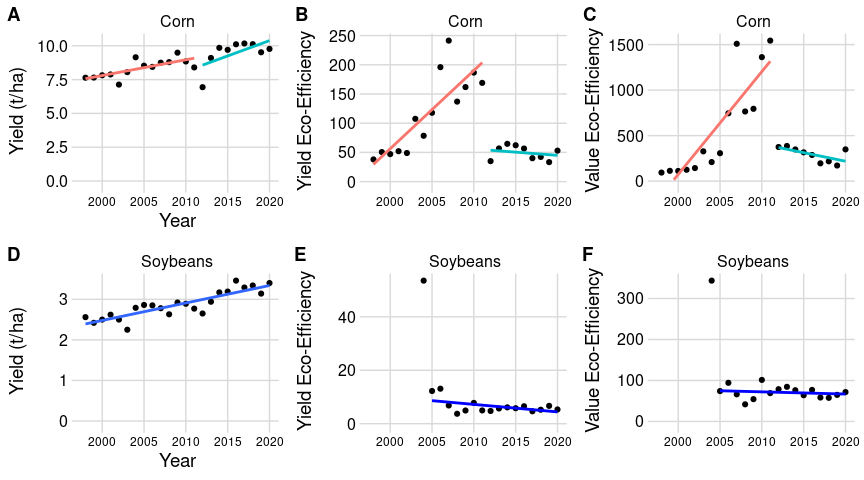 A
Corn
Yield (t/ha)
10.0
7.5
5.0
2.5
0.0
2000 2005 2010 2015 2020
Year
B
Corn
Yield Eco-Efficiency
250
200
150
100
50
0
2000 2005 2010 2015 2020
C
Corn
Value Eco-Efficiency
1500
1000
500
0
2000 2005 2010 2015 2020
D
Soybeans
Yield (t/ha)
3
2
1
0
2000 2005 2010 2015 2020
Year
E
Soybeans
Yield Eco-Efficiency
40
20
0
2000 2005 2010 2015 2020
F
Soybeans
Value Eco-Efficiency
300
200
100
0
2000 2005 2010 2015 2020